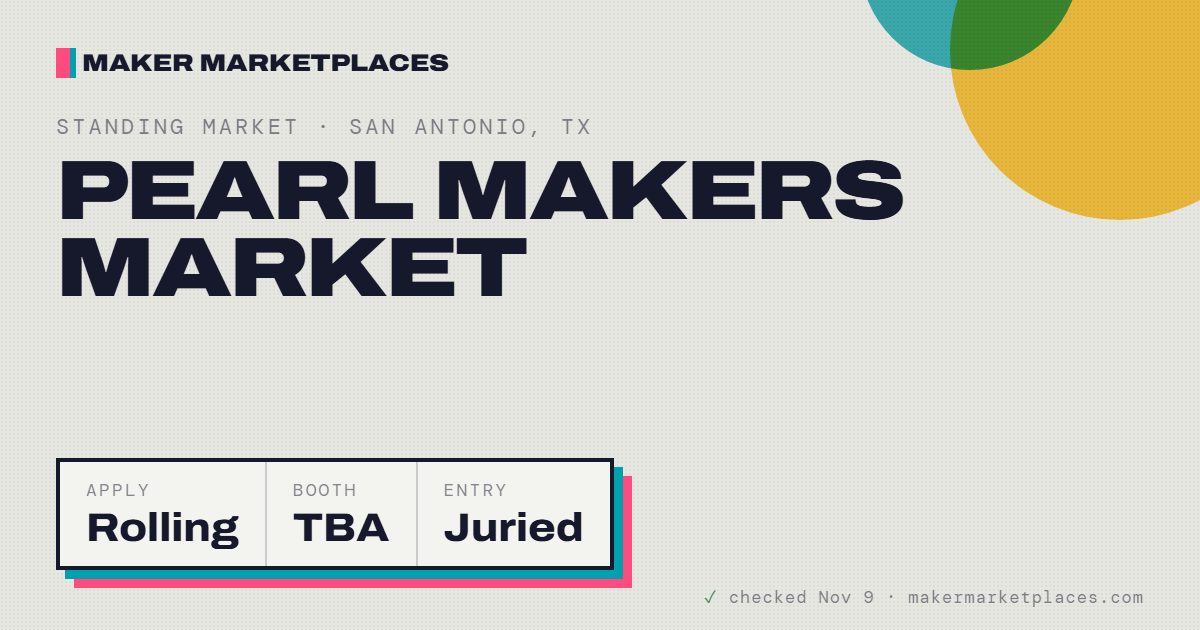 MAKER MARKETPLACES
STANDING MARKET · SAN ANTONIO, TX
PEARL MAKERS
MARKET
APPLY
Rolling
BOOTH
TBA
ENTRY
Juried
✓ checked Nov 9 · makermarketplaces.com